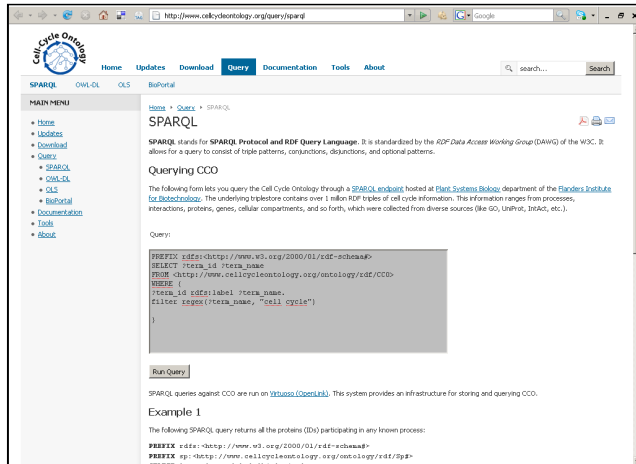 http://www.cellcycleontology.org/query/sparql
Google
Cell-Cycle Ontology
Home Updates Download Query Documentation Tools About
search... Search
SPARQL OWL-DL OLS BioPortal
MAIN MENU
Home
Updates
Download
Query
SPARQL
OWL-DL
OLS
BioPortal
Documentation
Tools
About
Home Query SPARQL
SPARQL
SPARQL stands for SPARQL Protocol and RDF Query Language. It is standardized by the RDF Data Access Working Group (DAWG) of the W3C. It
allows for a query to consist of triple patterns, conjunctions, disjunctions, and optional patterns.
Querying CCO
The following form lets you query the Cell Cycle Ontology through a SPARQL endpoint hosted at Plant Systems Biology department of the Flanders Institute
for Biotechnology. The underlying triplestore contains over 1 millon RDF triples of cell cycle information. This information ranges from processes,
interactions, proteins, genes, cellular compartments, and so forth, which were collected from diverse sources (like GO, UniProt, IntAct, etc.).
Query:
PREFIX rdfs:<http://www.w3.org/2000/01/rdf-schema#>
SELECT ?term_id ?term_name
FROM <http://www.cellcycleontology.org/ontology/rdf/CCO>
WHERE {
?term_id rdfs:label ?term_name.
filter regex(?term_name, "cell cycle")
}
Run Query
SPARQL queries against CCO are run on Virtuoso (OpenLink). This system provides an infrastructure for storing and querying CCO.
Example 1
The following SPARQL query returns all the proteins (IDs) participating in any known process:
PREFIX rdfs:<http://www.w3.org/2000/01/rdf-schema#>
PREFIX sp:<http://www.cellcycleontology.org/ontology/rdf/Sp#>